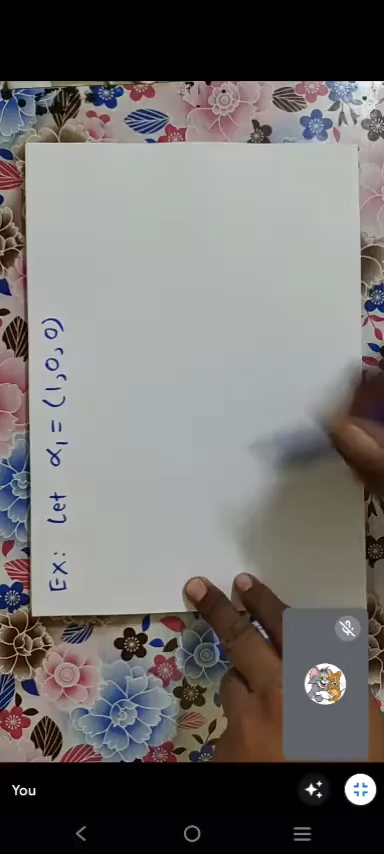 EX: Let α₁ = (1, 0, 0)
You